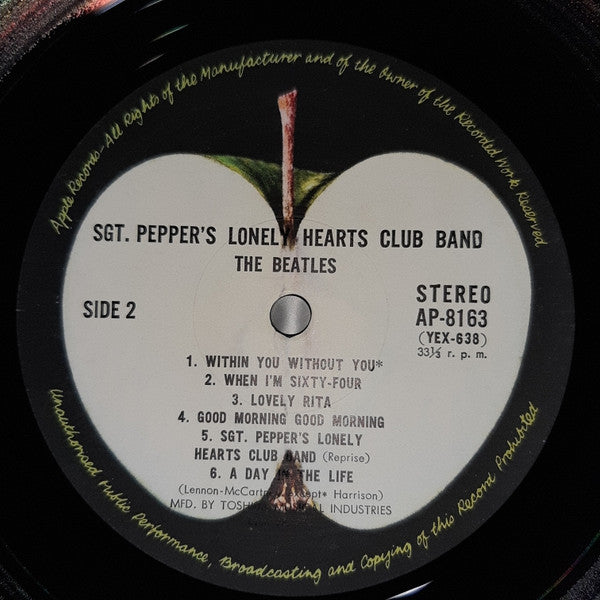 Apple Records-All Rights of the Manufacturer and of the Owner of the Recorded Work Reserved
SGT. PEPPER'S LONELY HEARTS CLUB BAND
THE BEATLES
SIDE 2
STEREO
AP-8163
(YEX-638)
33⅓ r. p. m.
1. WITHIN YOU WITHOUT YOU*
2. WHEN I'M SIXTY-FOUR
3. LOVELY RITA
4. GOOD MORNING GOOD MORNING
5. SGT. PEPPER'S LONELY
HEARTS CLUB BAND (Reprise)
6. A DAY IN THE LIFE
(Lennon-McCartney Harrison)
MFD. BY INDUSTRIES
Unauthorised Public Performance, Broadcasting and Copying of this Record Prohibited